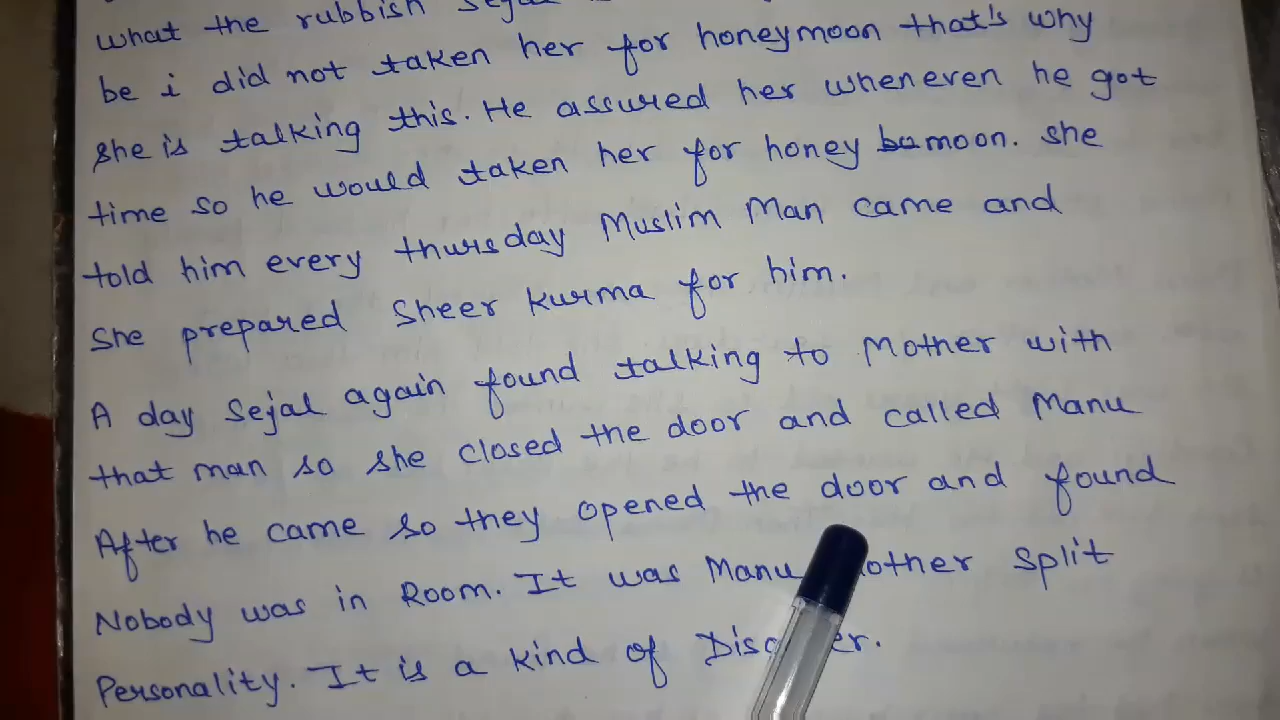 what the rubbish
be i did not taken her for honeymoon that's why
she is talking this. He assured her wheneven he got
time so he would taken her for honey bamoon. she
told him every thursday Muslim Man came and
she prepared Sheer kurma for him.
A day Sejal again found talking to Mother with
that man so she closed the door and called Manu
After he came so they opened the door and found
Nobody was in Room. It was Manu other split
Personality. It is a kind of